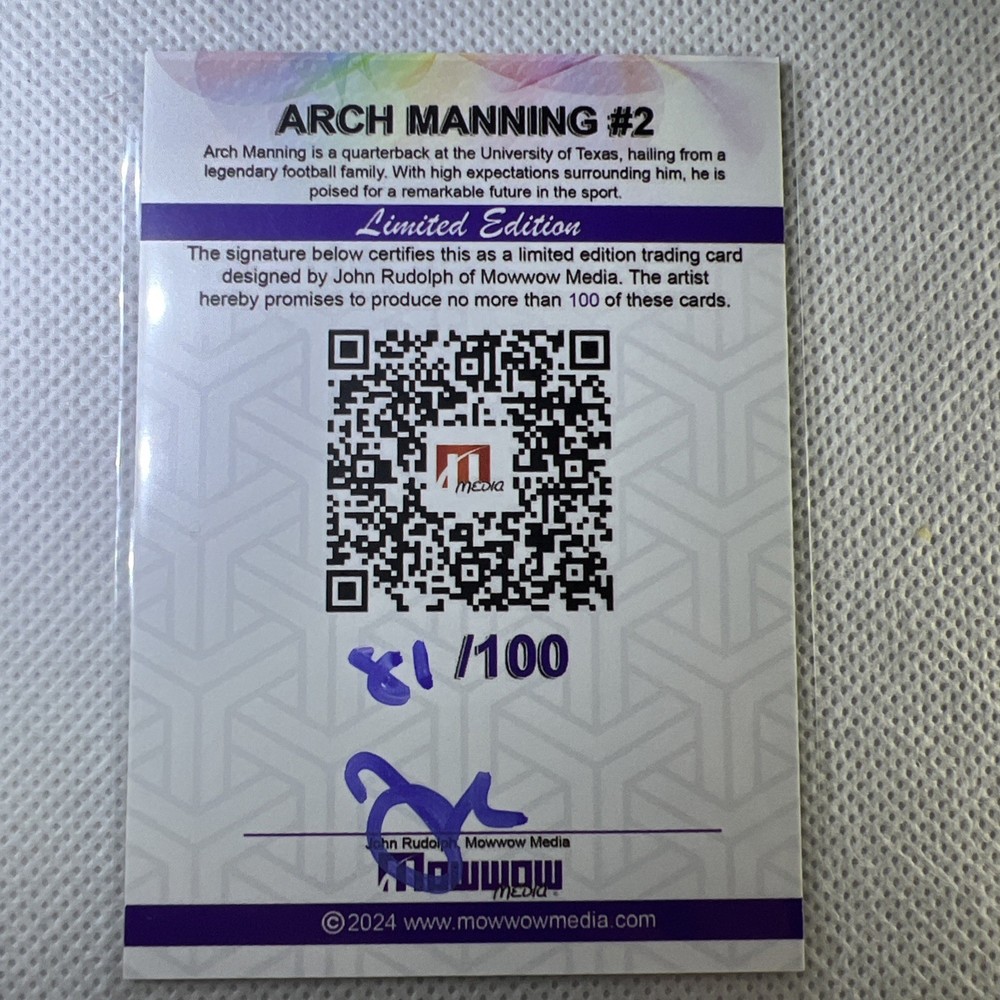 ARCH MANNING #2
Arch Manning is a quarterback at the University of Texas, hailing from a
legendary football family. With high expectations surrounding him, he is
poised for a remarkable future in the sport.
Limited Edition
The signature below certifies this as a limited edition trading card
designed by John Rudolph of Mowwow Media. The artist
hereby promises to produce no more than 100 of these cards.
M
MEDIA
81 /100
John Rudolph, Mowwow Media
Mowwow
MEDIA
©2024 www.mowwowmedia.com